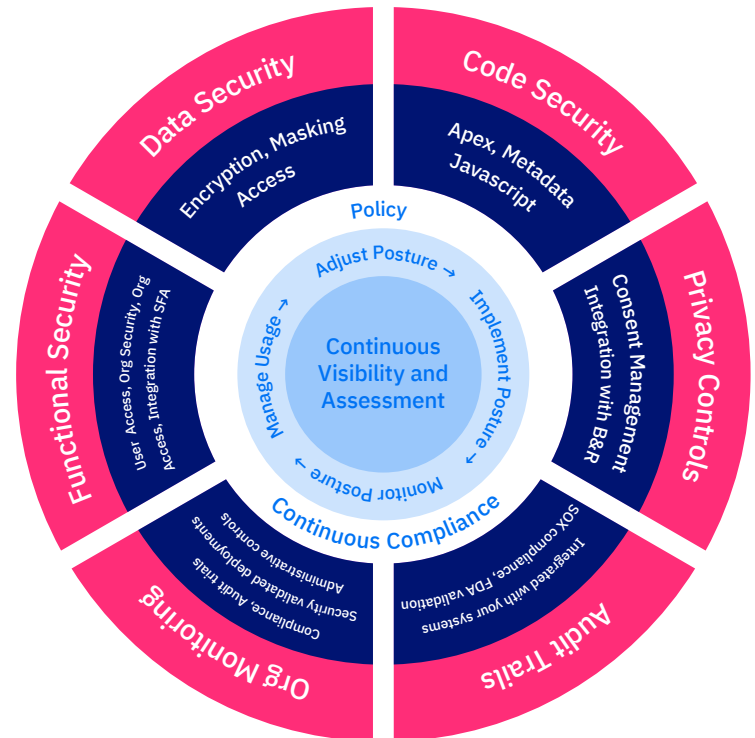 Data Security
Encryption, Masking
Access
Code Security
Apex, Metadata
Javascript
Privacy Controls
Consent Management
Integration with B&R
Audit Trails
Integrated with your systems
SOX compliance, FDA validation
Org Monitoring
Compliance, Audit trials
Security validated deployments
Administrative controls
Functional Security
User Access, Org Security, Org
Access, Integration with SFA
Policy
Adjust Posture →
Implement Posture →
Monitor Posture →
Manage Usage →
Continuous
Visibility and
Assessment
Continuous Compliance